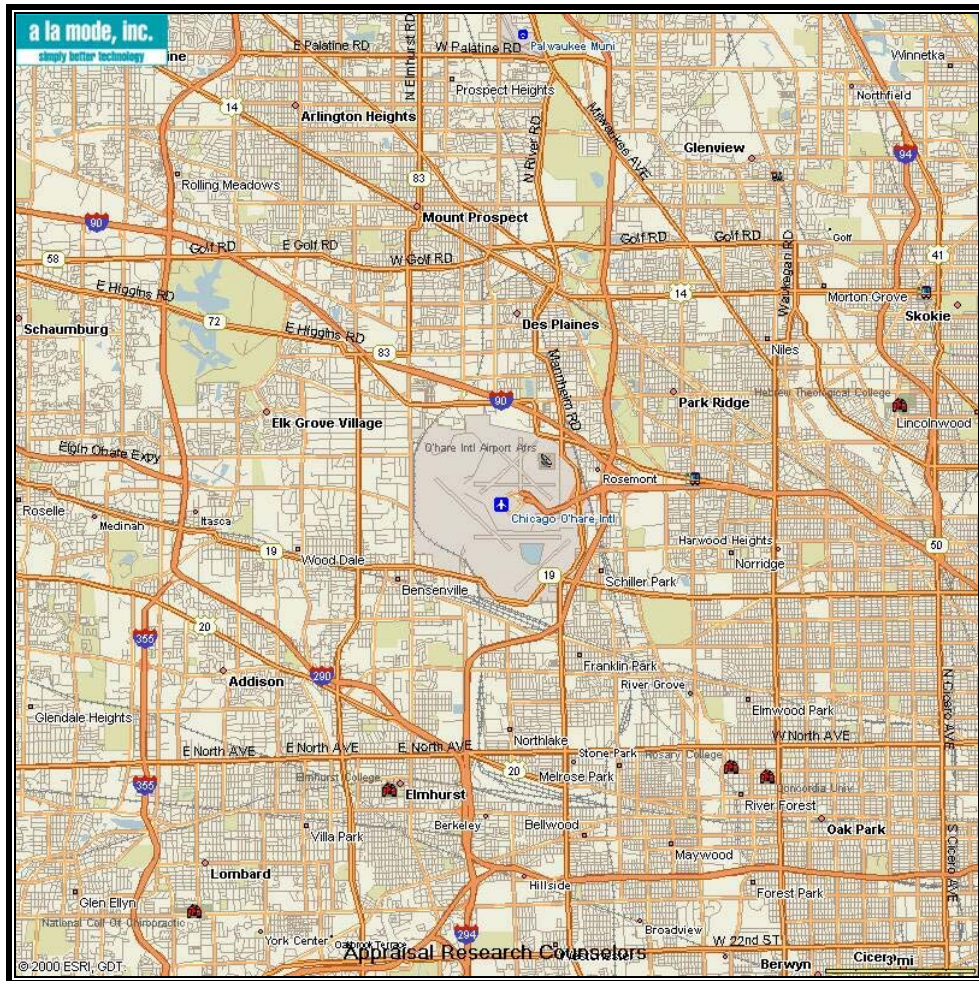 a la mode, inc.
simply better technology
E Palatine RD
N Elmhurst RD
W Palatine RD
Palwaukee Muni
Winnetka
Prospect Heights
Northfield
14
Arlington Heights
N River RD
Milwaukee AVE
Glenview
94
Rolling Meadows
83
Mount Prospect
90
Golf RD
E Golf RD
W Golf RD
Golf RD
Golf RD
Waukegan RD
Golf
41
58
E Higgins RD
14
Morton Grove
Skokie
Schaumburg
72
E Higgins RD
83
Des Plaines
Niles
Mannheim RD
90
Park Ridge
Hebrew Theological College
Lincolnwood
Elk Grove Village
Elgin Ohare Expy
O'hare Intl Airport Atrs
Rosemont
Chicago O'hare Intl
Roselle
Medinah
Itasca
19
Wood Dale
Harwood Heights
Norridge
50
Bensenville
19
Schiller Park
20
355
Addison
290
Franklin Park
River Grove
Elmwood Park
N Cicero AVE
Glendale Heights
E North AVE
E North AVE
E North AVE
Northlake
W North AVE
Stone Park
Rosary College
20
Melrose Park
355
Elmhurst College
Elmhurst
Concordia Univ
River Forest
Villa Park
Berkeley
Bellwood
Oak Park
S Cicero AVE
Maywood
Lombard
Hillside
Forest Park
Glen Ellyn
National Coll Of Chiropractic
York Center
Oakbrook Terrace
294
Broadview
W 22nd ST
Appraisal Research Counselors
Berwyn
Cicero
3 mi
© 2000 ESRI, GDT